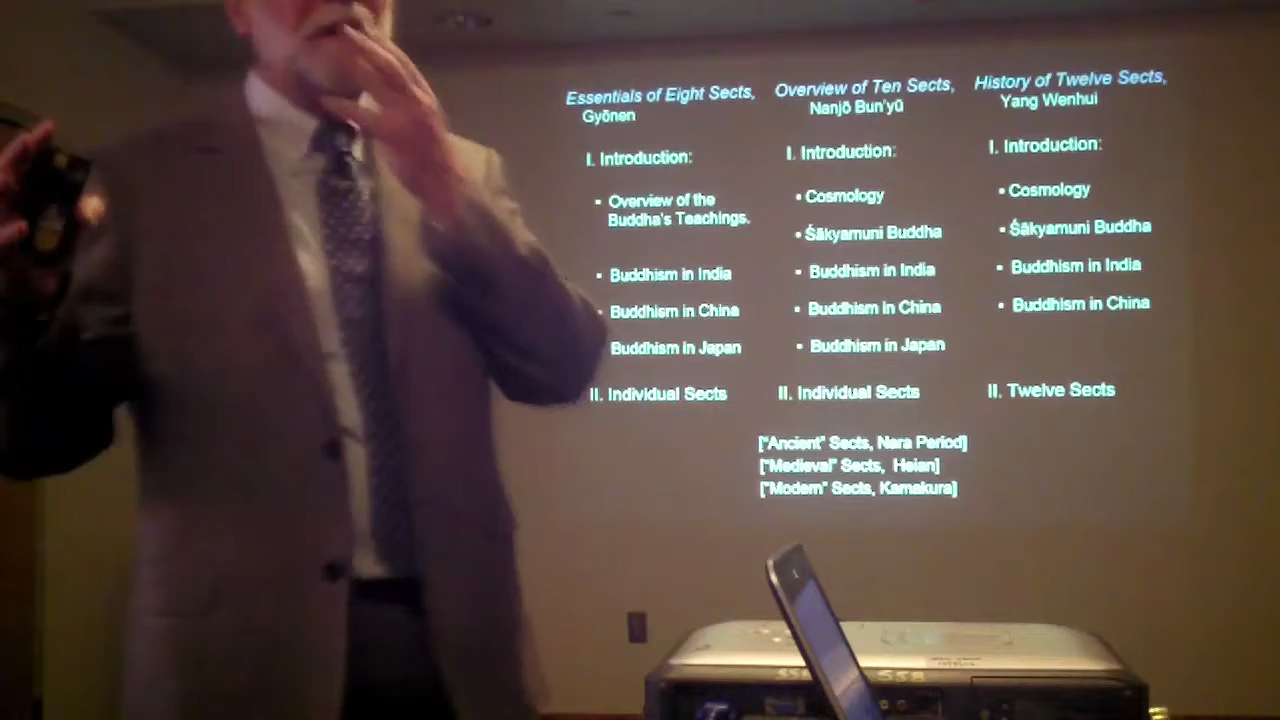 Essentials of Eight Sects,
Gyōnen
I. Introduction:
• Overview of the
Buddha's Teachings.
• Buddhism in India
• Buddhism in China
Buddhism in Japan
II. Individual Sects
Overview of Ten Sects,
Nanjō Bun'yū
I. Introduction:
• Cosmology
• Śākyamuni Buddha
• Buddhism in India
• Buddhism in China
• Buddhism in Japan
II. Individual Sects
["Ancient" Sects, Nara Period]
["Medieval" Sects, Heian]
["Modern" Sects, Kamakura]
History of Twelve Sects,
Yang Wenhui
I. Introduction:
• Cosmology
• Śākyamuni Buddha
• Buddhism in India
• Buddhism in China
II. Twelve Sects